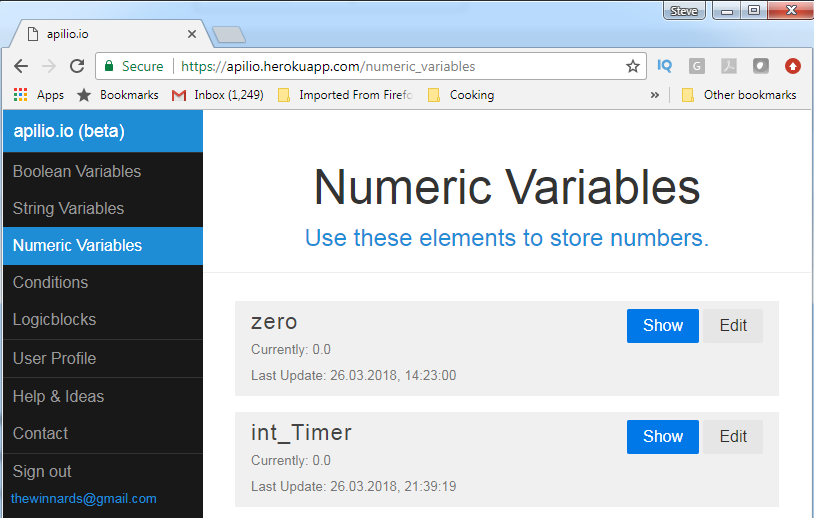 Steve
apilio.io
Secure https://apilio.herokuapp.com/numeric_variables
IQ G
Apps Bookmarks Inbox (1,249) Imported From Firefo Cooking » Other bookmarks
apilio.io (beta)
Boolean Variables
String Variables
Numeric Variables
Conditions
Logicblocks
User Profile
Help & Ideas
Contact
Sign out
thewinnards@gmail.com
Numeric Variables
Use these elements to store numbers.
zero
Show Edit
Currently: 0.0
Last Update: 26.03.2018, 14:23:00
int_Timer
Show Edit
Currently: 0.0
Last Update: 26.03.2018, 21:39:19